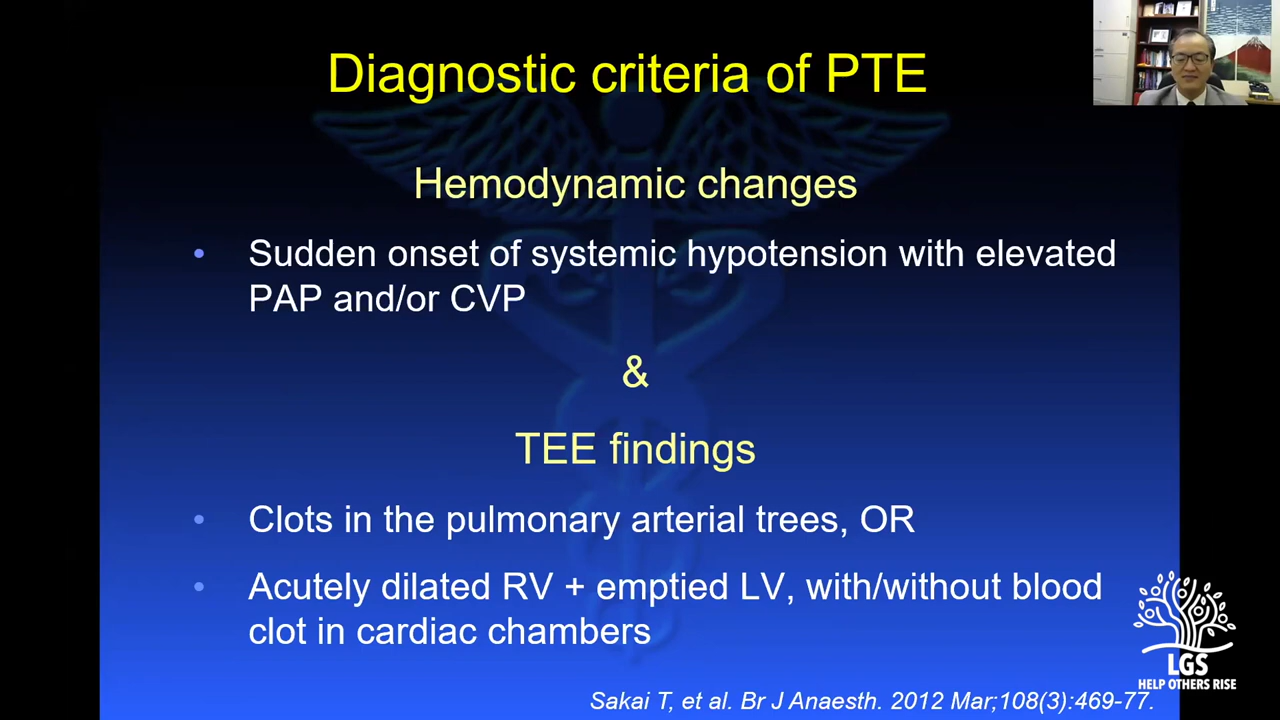 Diagnostic criteria of PTE
Hemodynamic changes
• Sudden onset of systemic hypotension with elevated
PAP and/or CVP
&
TEE findings
• Clots in the pulmonary arterial trees, OR
• Acutely dilated RV + emptied LV, with/without blood
clot in cardiac chambers
LGS
HELP OTHERS RISE
Sakai T, et al. Br J Anaesth. 2012 Mar;108(3):469-77.